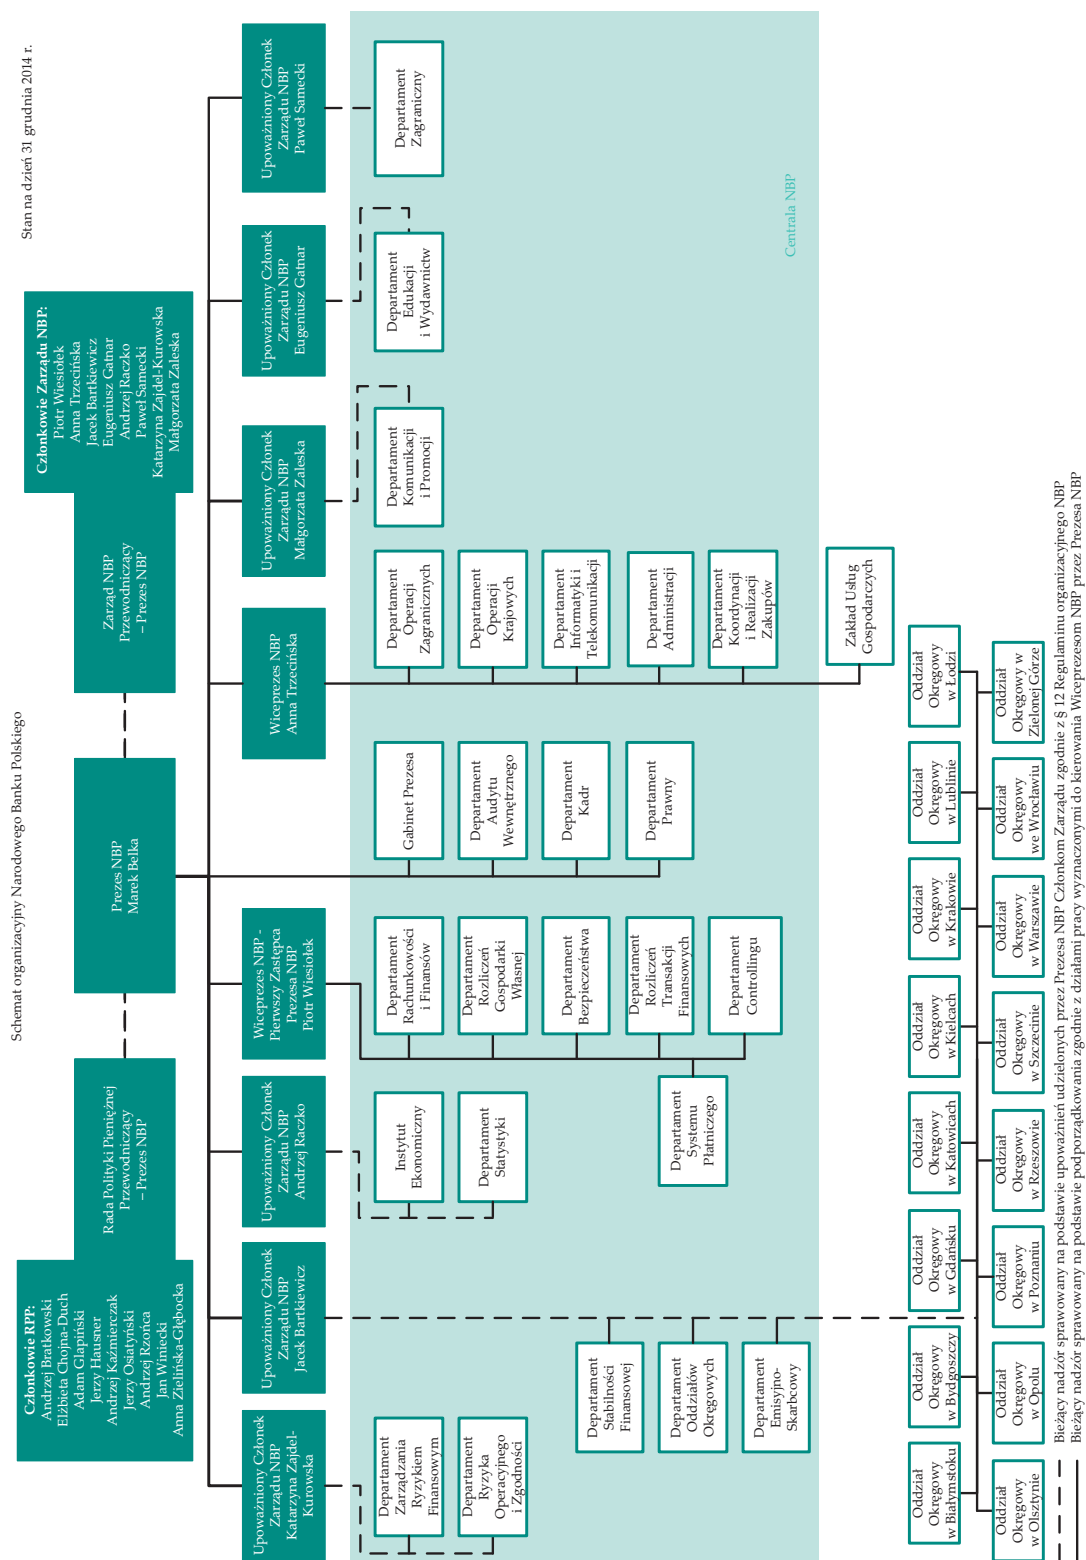 Schemat organizacyjny Narodowego Banku Polskiego
Stan na dzień 31 grudnia 2014 r.
Członkowie RPP:
Andrzej Bratkowski
Elżbieta Chojna-Duch
Adam Glapiński
Jerzy Hausner
Andrzej Kaźmierczak
Jerzy Osiatyński
Andrzej Rzońca
Jan Winiecki
Anna Zielińska-Głębocka
Rada Polityki Pieniężnej
Przewodniczący
– Prezes NBP
Prezes NBP
Marek Belka
Zarząd NBP
Przewodniczący
– Prezes NBP
Członkowie Zarządu NBP:
Piotr Wiesiołek
Anna Trzecińska
Jacek Bartkiewicz
Eugeniusz Gatnar
Andrzej Raczko
Paweł Samecki
Katarzyna Zajdel-Kurowska
Małgorzata Zaleska
Upoważniony Członek
Zarządu NBP
Katarzyna Zajdel-
Kurowska
Upoważniony Członek
Zarządu NBP
Jacek Bartkiewicz
Upoważniony Członek
Zarządu NBP
Andrzej Raczko
Wiceprezes NBP -
Pierwszy Zastępca
Prezesa NBP
Piotr Wiesiołek
Wiceprezes NBP
Anna Trzecińska
Upoważniony Członek
Zarządu NBP
Małgorzata Zaleska
Upoważniony Członek
Zarządu NBP
Eugeniusz Gatnar
Upoważniony Członek
Zarządu NBP
Paweł Samecki
Departament
Zarządzania
Ryzykiem
Finansowym
Departament
Ryzyka
Operacyjnego
i Zgodności
Departament
Stabilności
Finansowej
Departament
Oddziałów
Okręgowych
Departament
Emisyjno-
Skarbcowy
Instytut
Ekonomiczny
Departament
Statystyki
Departament
Rachunkowości
i Finansów
Departament
Rozliczeń
Gospodarki
Własnej
Departament
Bezpieczeństwa
Departament
Rozliczeń
Transakcji
Finansowych
Departament
Systemu
Płatniczego
Departament
Controllingu
Gabinet Prezesa
Departament
Audytu
Wewnętrznego
Departament
Kadr
Departament
Prawny
Departament
Operacji
Zagranicznych
Departament
Operacji
Krajowych
Departament
Informatyki i
Telekomunikacji
Departament
Administracji
Departament
Koordynacji
i Realizacji
Zakupów
Zakład Usług
Gospodarczych
Departament
Komunikacji
i Promocji
Departament
Edukacji
i Wydawnictw
Departament
Zagraniczny
Centrala NBP
Oddział
Okręgowy
w Białymstoku
Oddział
Okręgowy
w Bydgoszczy
Oddział
Okręgowy
w Gdańsku
Oddział
Okręgowy
w Katowicach
Oddział
Okręgowy
w Kielcach
Oddział
Okręgowy
w Krakowie
Oddział
Okręgowy
w Lublinie
Oddział
Okręgowy
w Łodzi
Oddział
Okręgowy
w Olsztynie
Oddział
Okręgowy
w Opolu
Oddział
Okręgowy
w Poznaniu
Oddział
Okręgowy
w Rzeszowie
Oddział
Okręgowy
w Szczecinie
Oddział
Okręgowy
w Warszawie
Oddział
Okręgowy
we Wrocławiu
Oddział
Okręgowy w
Zielonej Górze
Bieżący nadzór sprawowany na podstawie upoważnień udzielonych przez Prezesa NBP Członkom Zarządu zgodnie z § 12 Regulaminu organizacyjnego NBP
Bieżący nadzór sprawowany na podstawie podporządkowania zgodnie z działami pracy wyznaczonymi do kierowania Wiceprezesom NBP przez Prezesa NBP